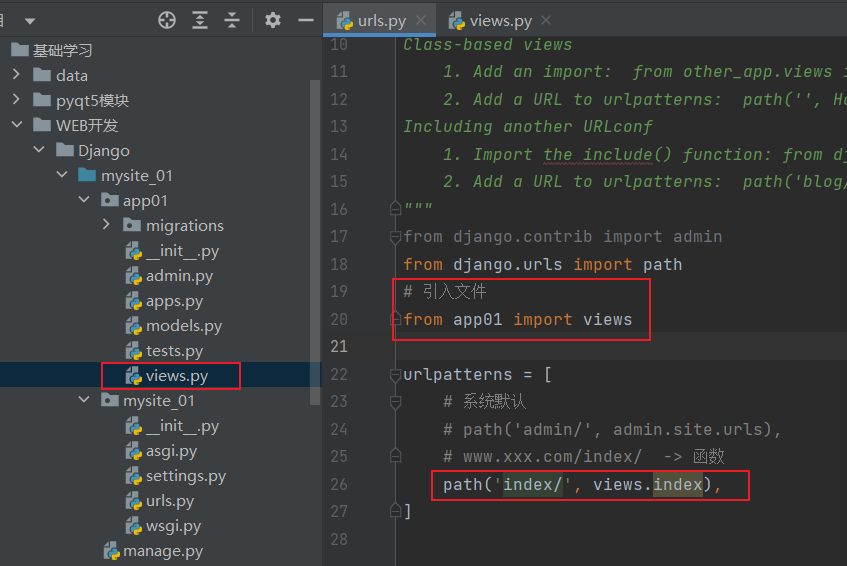 urls.py
views.py
基础学习
data
pyqt5模块
WEB开发
Django
mysite_01
app01
migrations
__init__.py
admin.py
apps.py
models.py
tests.py
views.py
mysite_01
__init__.py
asgi.py
settings.py
urls.py
wsgi.py
manage.py
10 Class-based views
11 1. Add an import:  from other_app.views
12 2. Add a URL to urlpatterns:  path('',
13 Including another URLconf
14 1. Import the include() function: from
15 2. Add a URL to urlpatterns:  path('blog/
16 """
17 from django.contrib import admin
18 from django.urls import path
19 # 引入文件
20 from app01 import views
21
22 urlpatterns = [
23 # 系统默认
24 # path('admin/', admin.site.urls),
25 # www.xxx.com/index/  -> 函数
26 path('index/', views.index),
27 ]
28